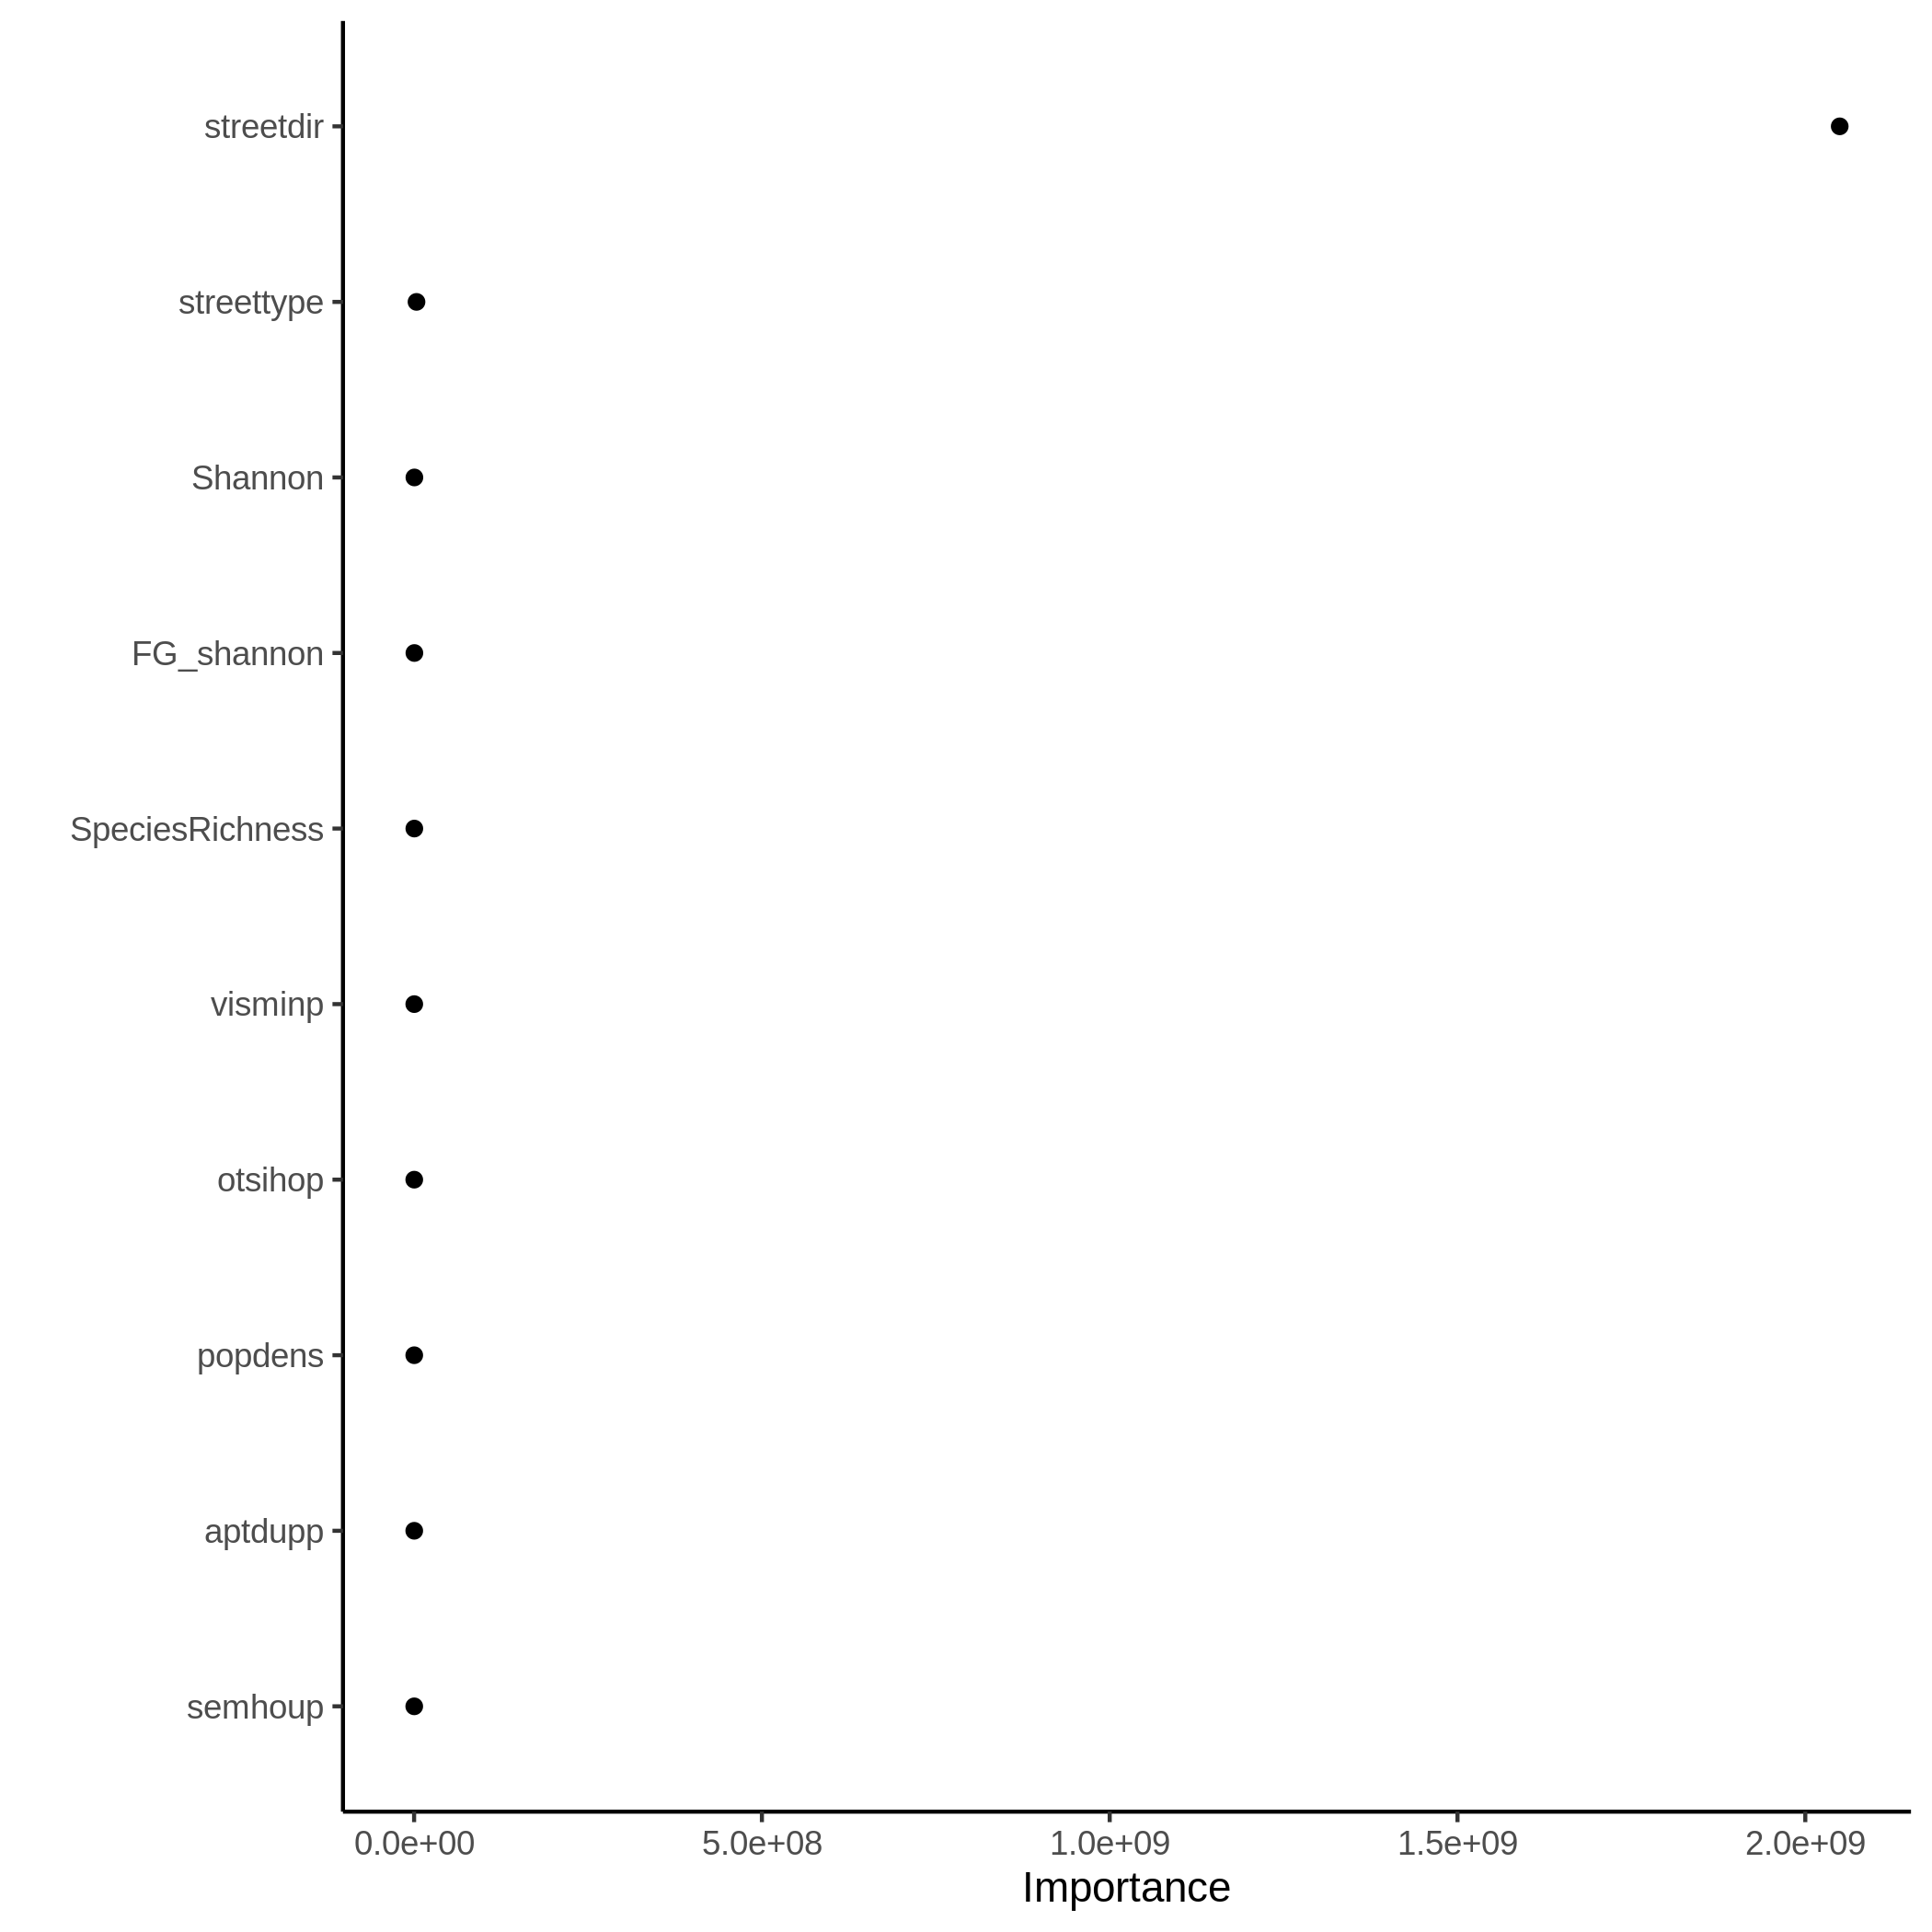 streetdir
streettype
Shannon
FG_shannon
SpeciesRichness
visminp
otsihop
popdens
aptdupp
semhoup
0.0e+00 5.0e+08 1.0e+09 1.5e+09 2.0e+09
Importance